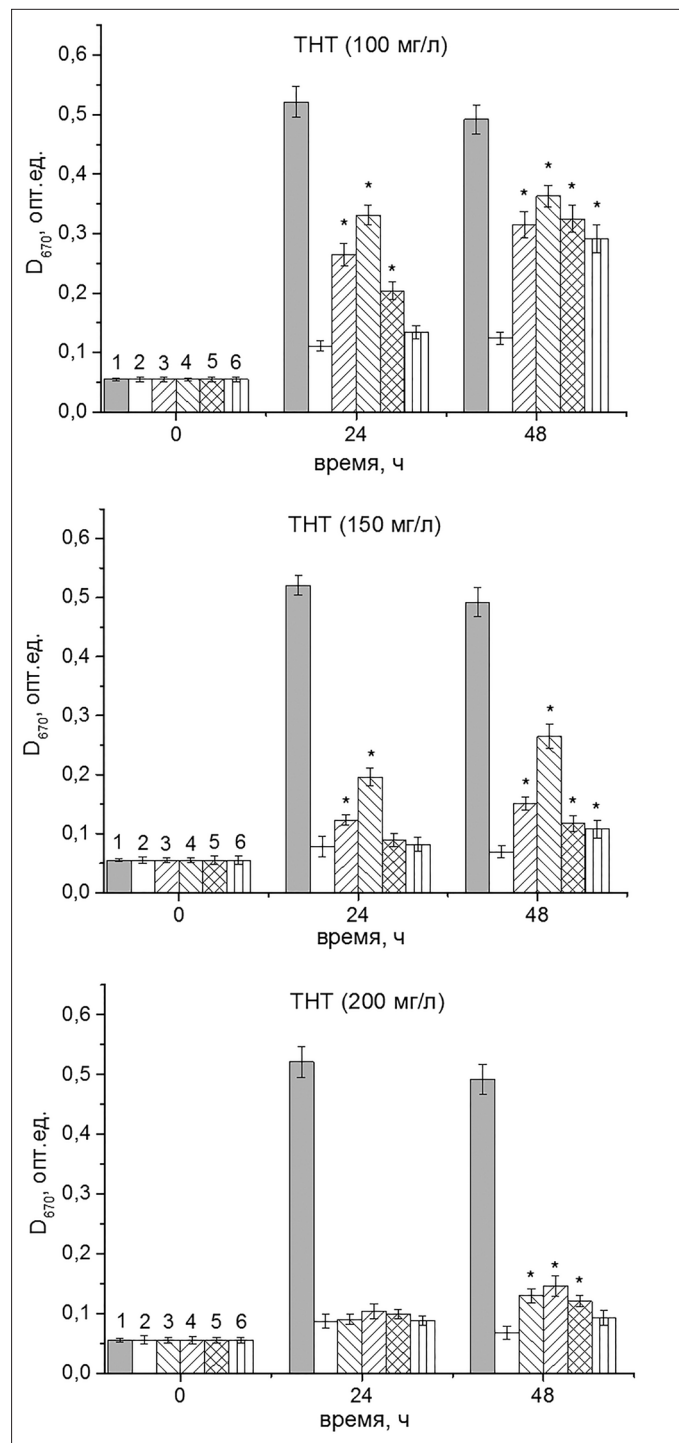 ТНТ (100 мг/л)
0,6
0,5
0,4
0,3
0,2
0,1
0,0
D670, опт.ед.
* * *
* * * *
1 2 3 4 5 6
0 24 48
время, ч
ТНТ (150 мг/л)
0,6
0,5
0,4
0,3
0,2
0,1
0,0
D670, опт.ед.
* *
* * * *
1 2 3 4 5 6
0 24 48
время, ч
ТНТ (200 мг/л)
0,6
0,5
0,4
0,3
0,2
0,1
0,0
D670, опт.ед.
* * *
1 2 3 4 5 6
0 24 48
время, ч